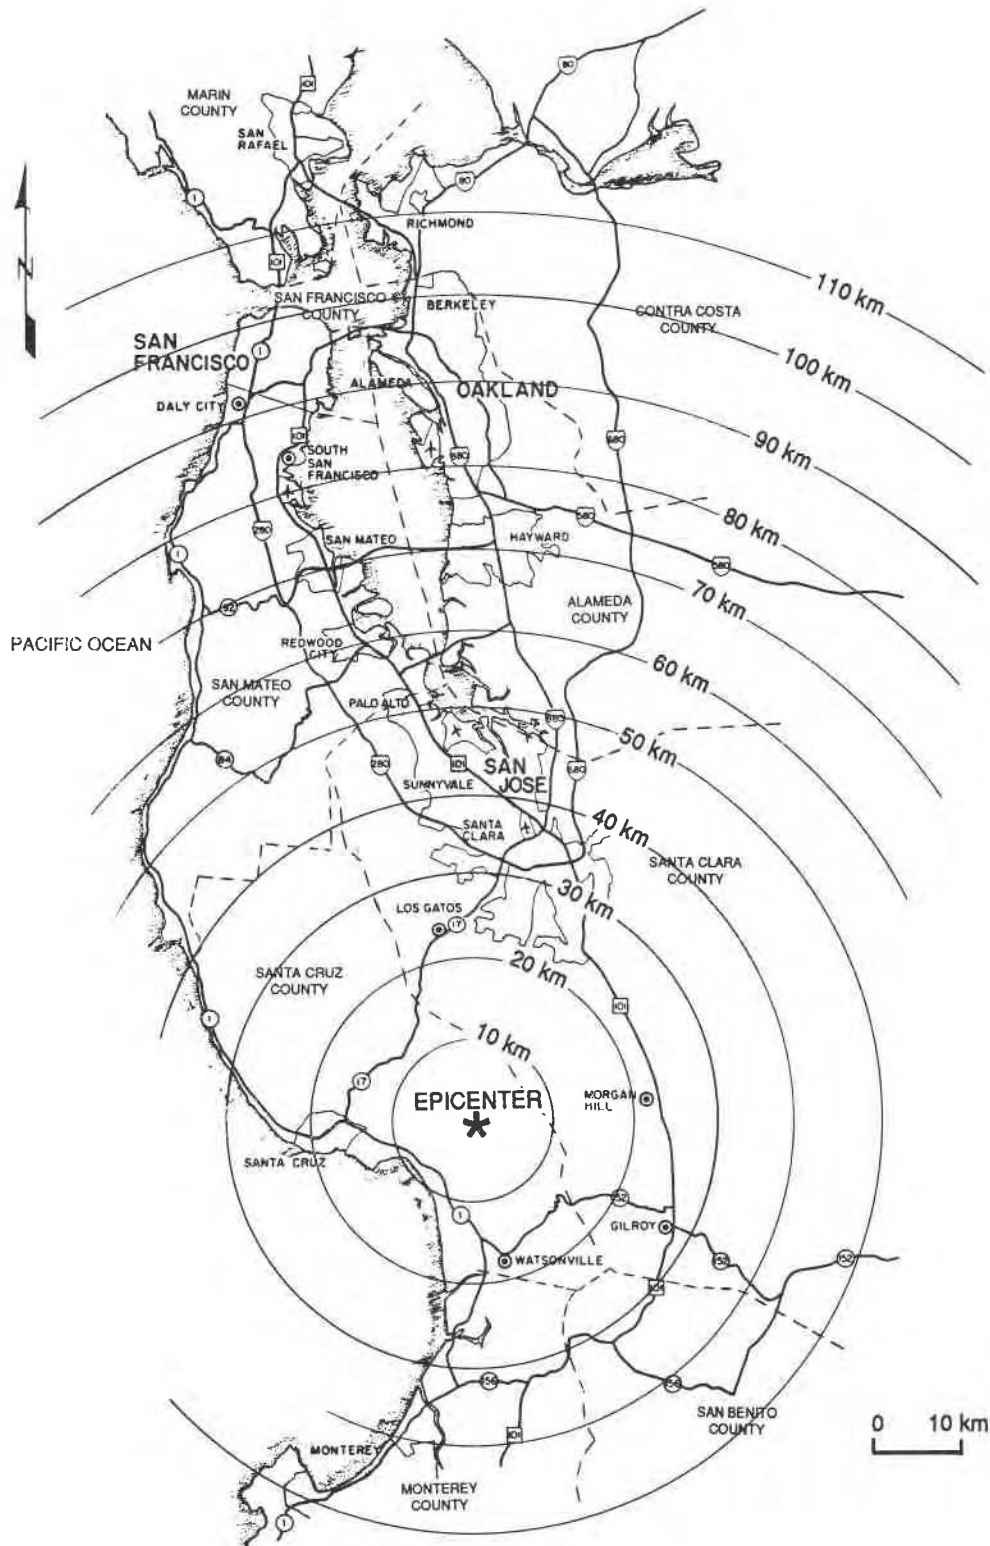 80
101
MARIN
COUNTY
SAN
RAFAEL
80
1
RICHMOND
101
110 km
SAN FRANCISCO
COUNTY
BERKELEY
CONTRA COSTA
COUNTY
100 km
SAN
FRANCISCO
1
ALAMEDA
OAKLAND
DALY CITY
101
90 km
680
SOUTH
SAN
FRANCISCO
880
80 km
580
280
SAN MATEO
HAYWARD
1
580
70 km
92
ALAMEDA
COUNTY
PACIFIC OCEAN
REDWOOD
CITY
60 km
SAN MATEO
COUNTY
PALO ALTO
50 km
84
280
101
SAN
JOSE
680
SUNNYVALE
40 km
SANTA
CLARA
SANTA CLARA
COUNTY
30 km
LOS GATOS
17
20 km
SANTA CRUZ
COUNTY
101
1
10 km
17
EPICENTER
MORGAN
HILL
SANTA CRUZ
152
1
GILROY
WATSONVILLE
152
152
101
156
156
SAN BENITO
COUNTY
0 10 km
101
MONTEREY
MONTEREY
COUNTY
1
N